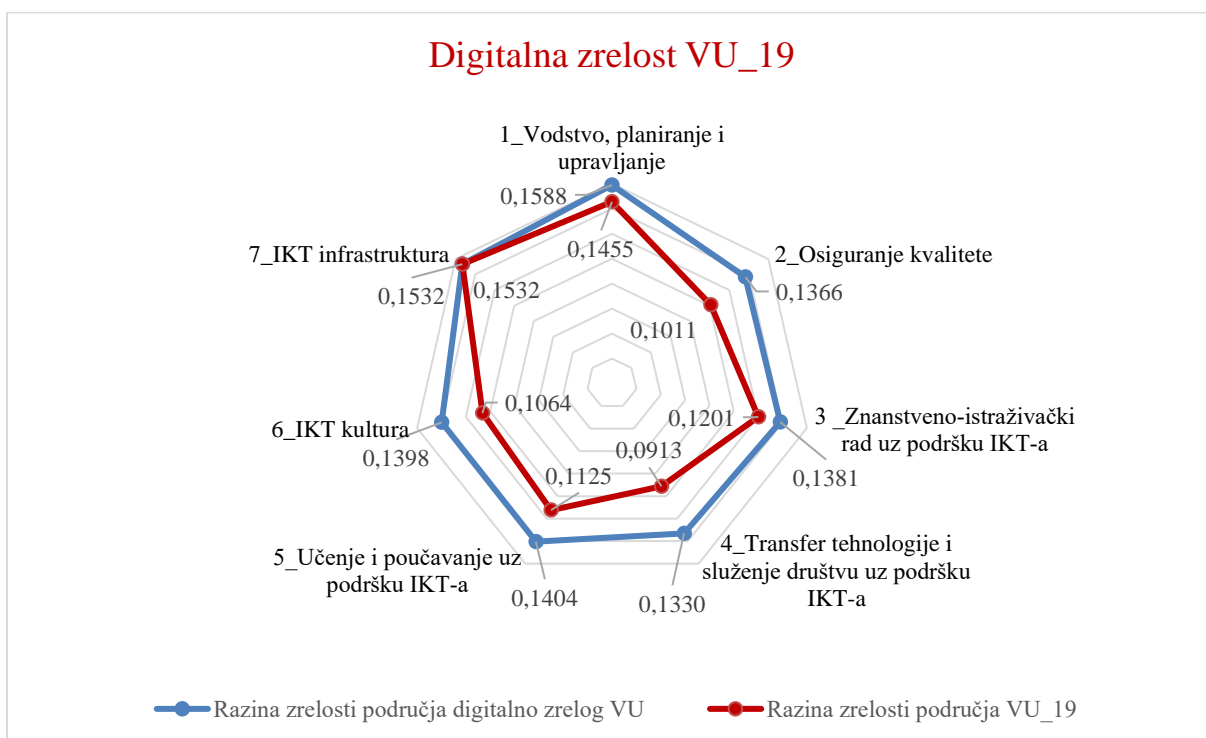 Digitalna zrelost VU_19
1_Vodstvo, planiranje i
upravljanje
0,1588
0,1455
7_IKT infrastruktura
2_Osiguranje kvalitete
0,1532
0,1532
0,1366
0,1011
6_IKT kultura
0,1064
0,1398
0,1201
3 _Znanstveno-istraživački
rad uz podršku IKT-a
0,1381
0,0913
0,1125
5_Učenje i poučavanje uz
podršku IKT-a
0,1404
4_Transfer tehnologije i
služenje društvu uz podršku
IKT-a
0,1330
Razina zrelosti područja digitalno zrelog VU
Razina zrelosti područja VU_19